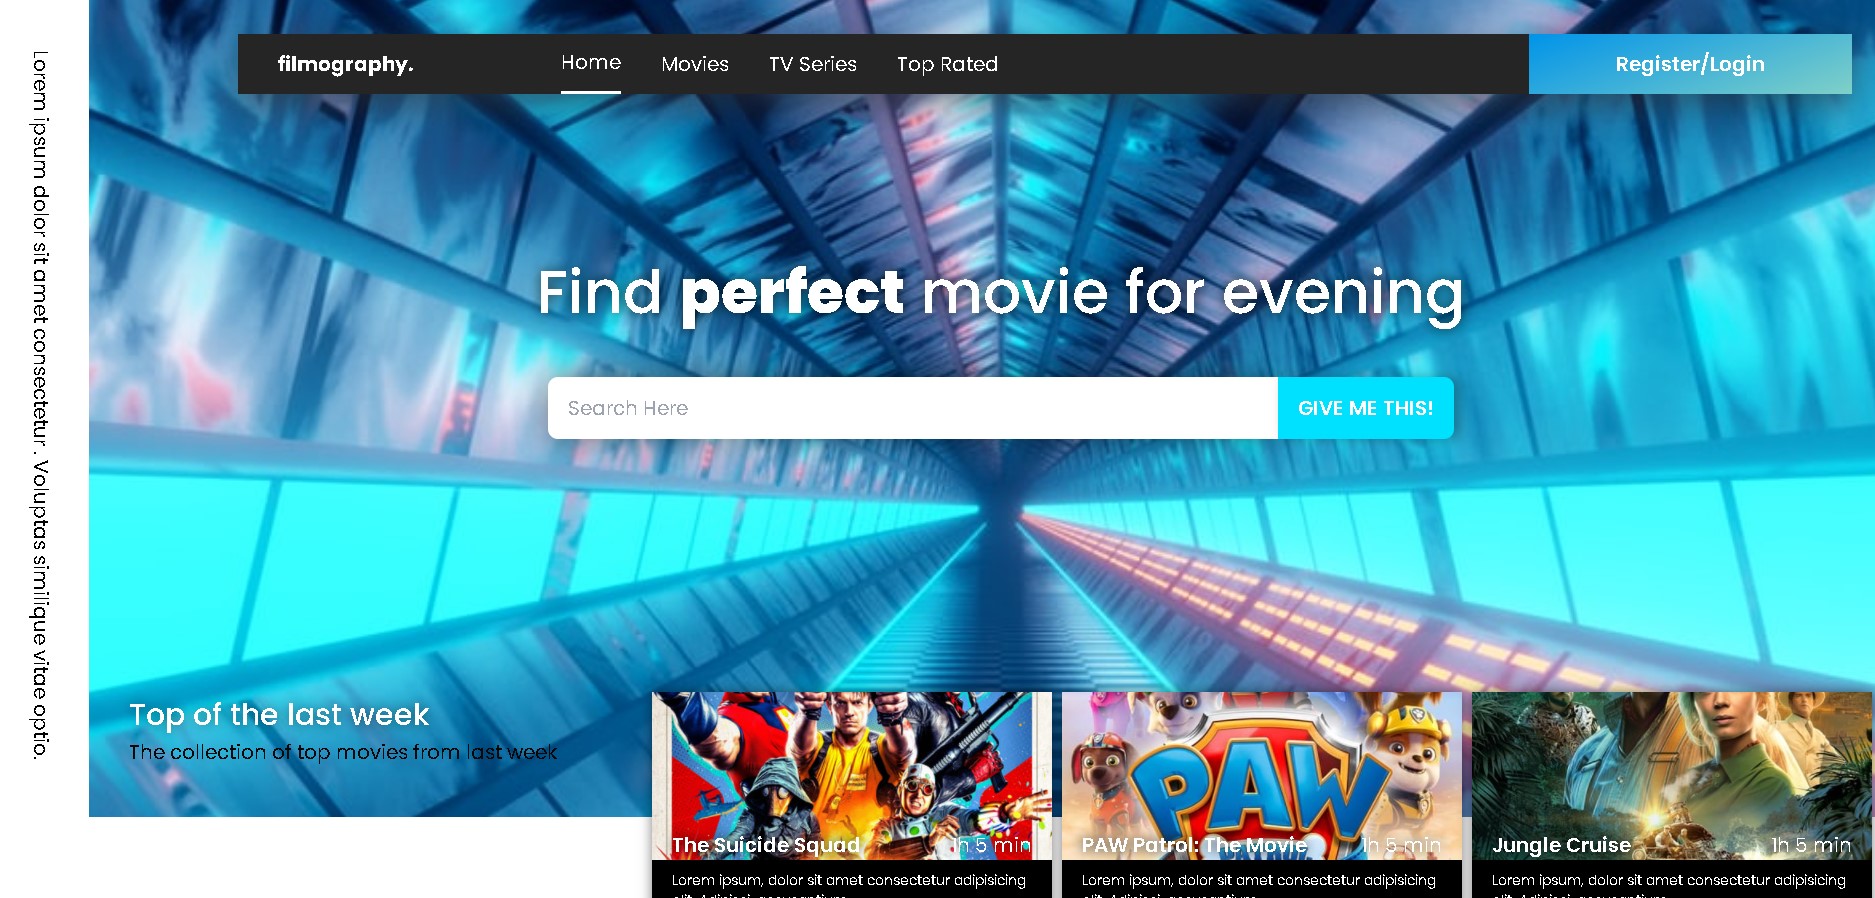 Lorem ipsum dolor sit amet consectetur . Voluptas similique vitae optio.
filmography.
Home
Movies
TV Series
Top Rated
Register/Login
Find perfect movie for evening
Search Here
GIVE ME THIS!
Top of the last week
The collection of top movies from last week
The Suicide Squad
1h 5 min
Lorem ipsum, dolor sit amet consectetur adipisicing
PAW
PATROL
PAW Patrol: The Movie
1h 5 min
Lorem ipsum, dolor sit amet consectetur adipisicing
Jungle Cruise
1h 5 min
Lorem ipsum, dolor sit amet consectetur adipisicing